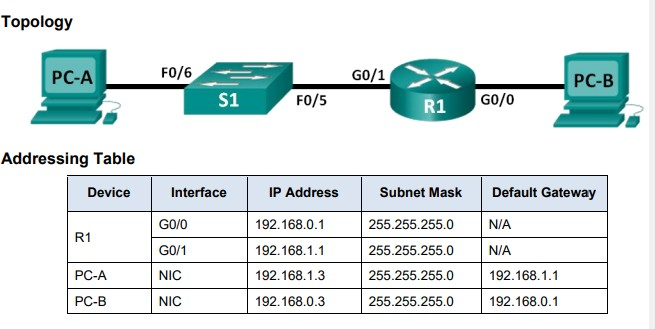 Topology
PC-A F0/6 S1 F0/5 G0/1 R1 G0/0 PC-B
Addressing Table
Device Interface IP Address Subnet Mask Default Gateway
R1 G0/0 192.168.0.1 255.255.255.0 N/A
G0/1 192.168.1.1 255.255.255.0 N/A
PC-A NIC 192.168.1.3 255.255.255.0 192.168.1.1
PC-B NIC 192.168.0.3 255.255.255.0 192.168.0.1